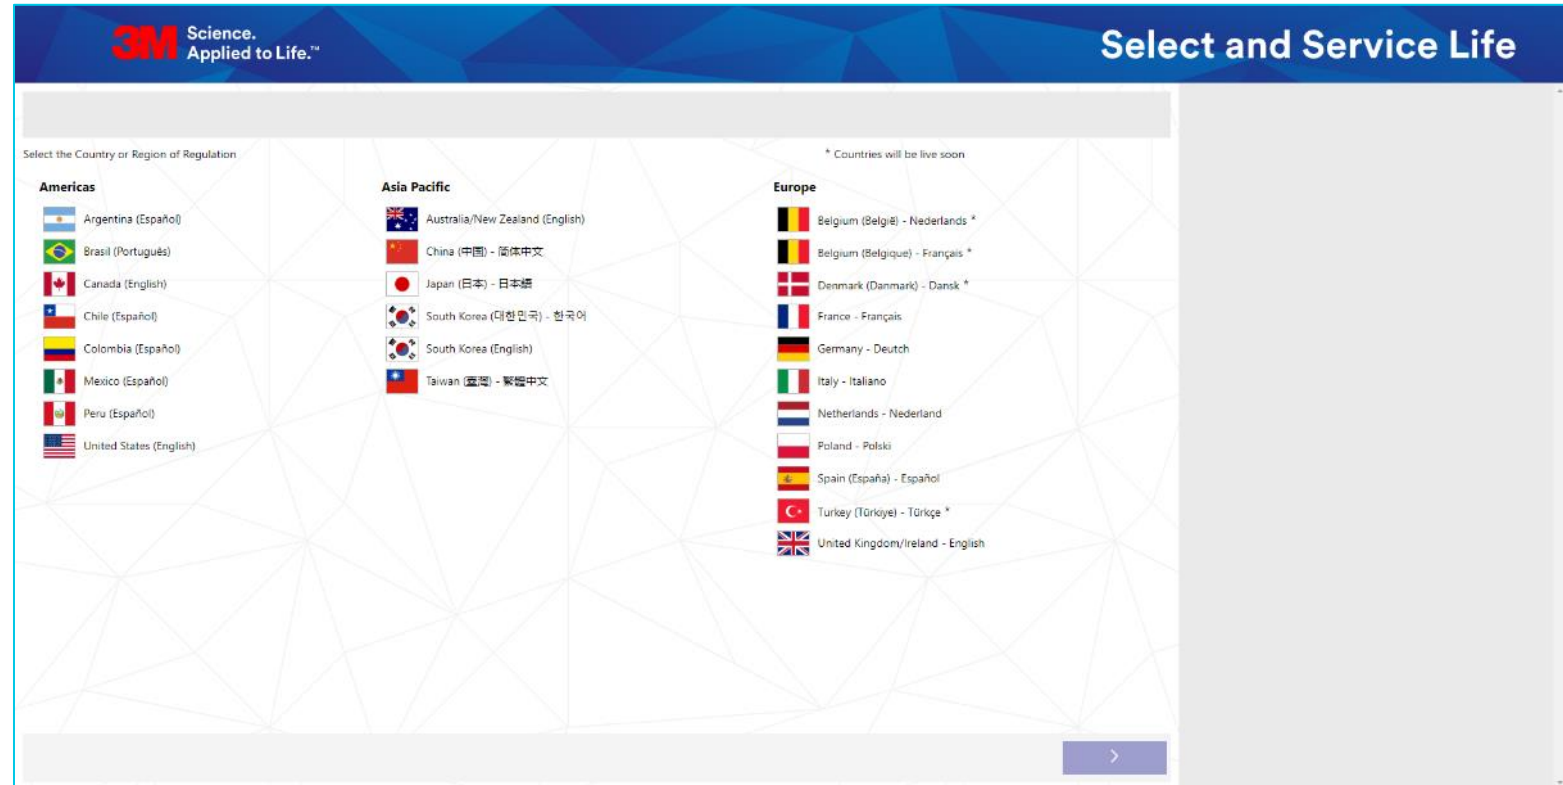 3M Science.
Applied to Life.™
Select and Service Life
Select the Country or Region of Regulation
* Countries will be live soon
Americas
Argentina (Español)
Brasil (Português)
Canada (English)
Chile (Español)
Colombia (Español)
Mexico (Español)
Peru (Español)
United States (English)
Asia Pacific
Australia/New Zealand (English)
China (中国) - 简体中文
Japan (日本) - 日本語
South Korea (대한민국) - 한국어
South Korea (English)
Taiwan (臺灣) - 繁體中文
Europe
Belgium (België) - Nederlands *
Belgium (Belgique) - Français *
Denmark (Danmark) - Dansk *
France - Français
Germany - Deutch
Italy - Italiano
Netherlands - Nederland
Poland - Polski
Spain (España) - Español
Turkey (Türkiye) - Türkçe *
United Kingdom/Ireland - English